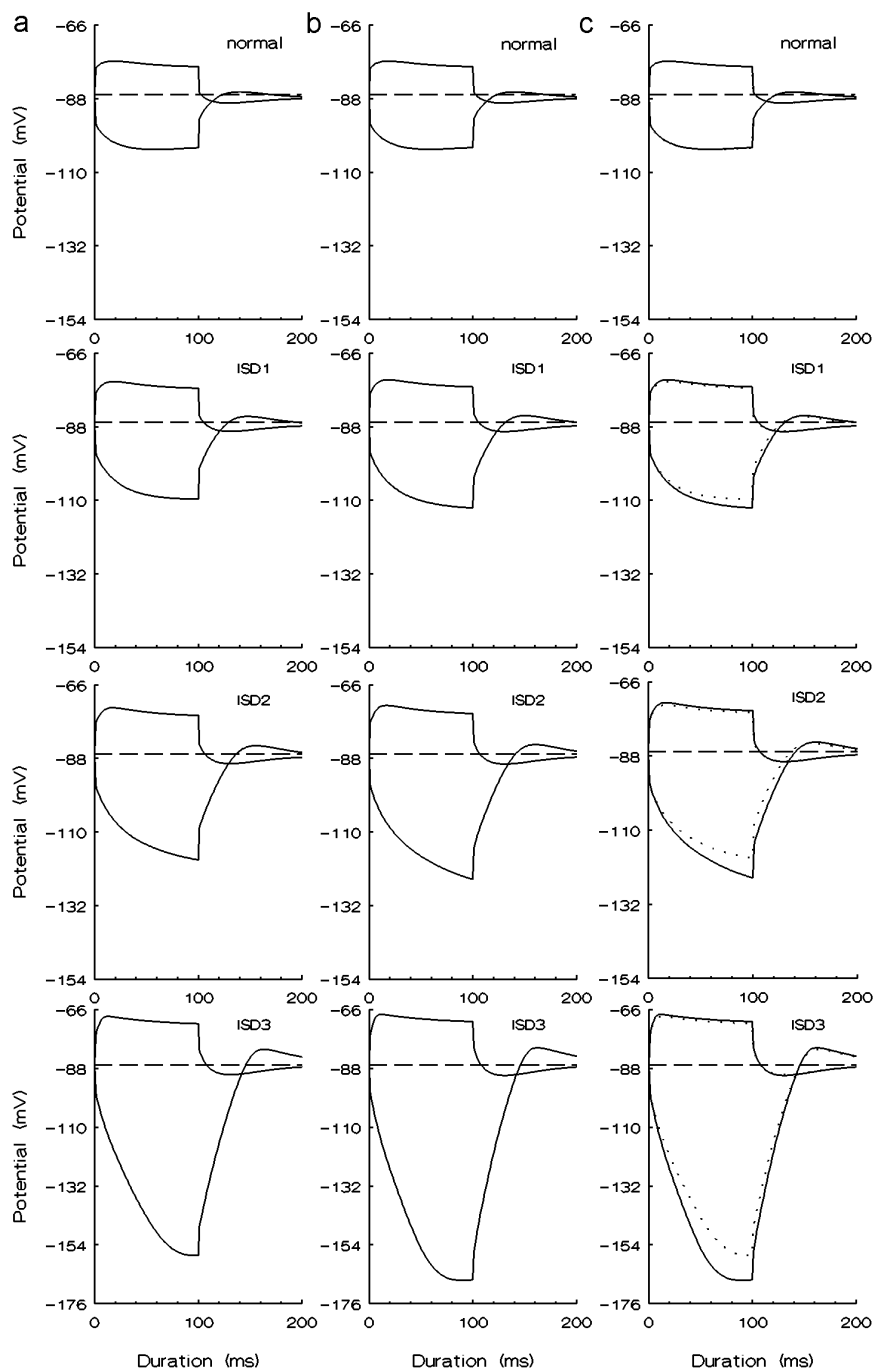 a b c
normal normal normal
Potential (mV)
−66 −66 −66
−88 −88 −88
−110 −110 −110
−132 −132 −132
−154 −154 −154
0 100 200 0 100 200 0 100 200
ISD1 ISD1 ISD1
Potential (mV)
−66 −66 −66
−88 −88 −88
−110 −110 −110
−132 −132 −132
−154 −154 −154
0 100 200 0 100 200 0 100 200
ISD2 ISD2 ISD2
Potential (mV)
−66 −66 −66
−88 −88 −88
−110 −110 −110
−132 −132 −132
−154 −154 −154
0 100 200 0 100 200 0 100 200
ISD3 ISD3 ISD3
Potential (mV)
−66 −66 −66
−88 −88 −88
−110 −110 −110
−132 −132 −132
−154 −154 −154
−176 −176 −176
0 100 200 0 100 200 0 100 200
Duration (ms) Duration (ms) Duration (ms)